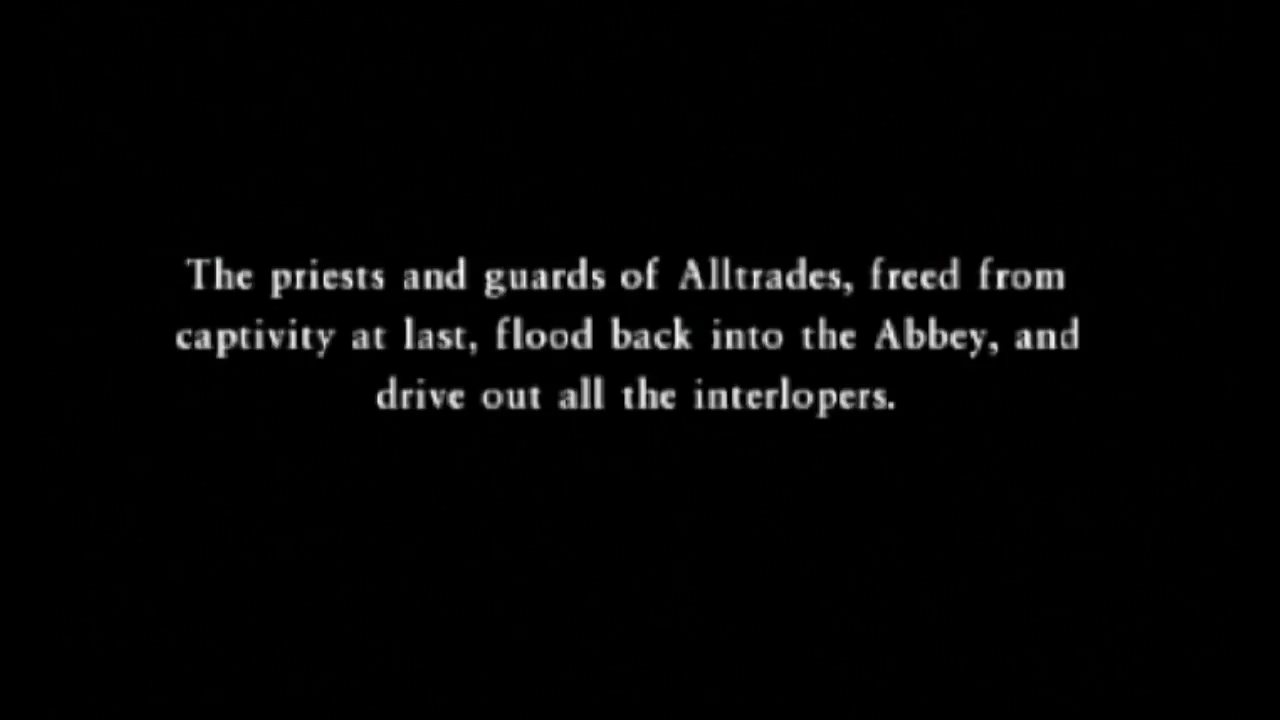 The priests and guards of Alltrades, freed from
captivity at last, flood back into the Abbey, and
drive out all the interlopers.